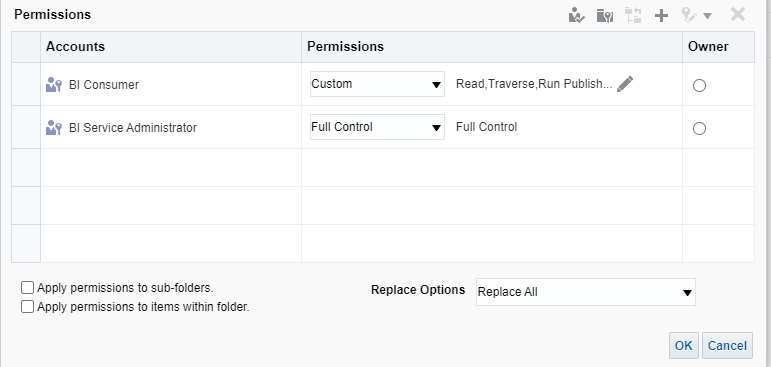 Permissions
Accounts Permissions Owner
BI Consumer Custom Read,Traverse,Run Publish...
BI Service Administrator Full Control Full Control
Apply permissions to sub-folders.
Replace Options Replace All
Apply permissions to items within folder.
OK Cancel